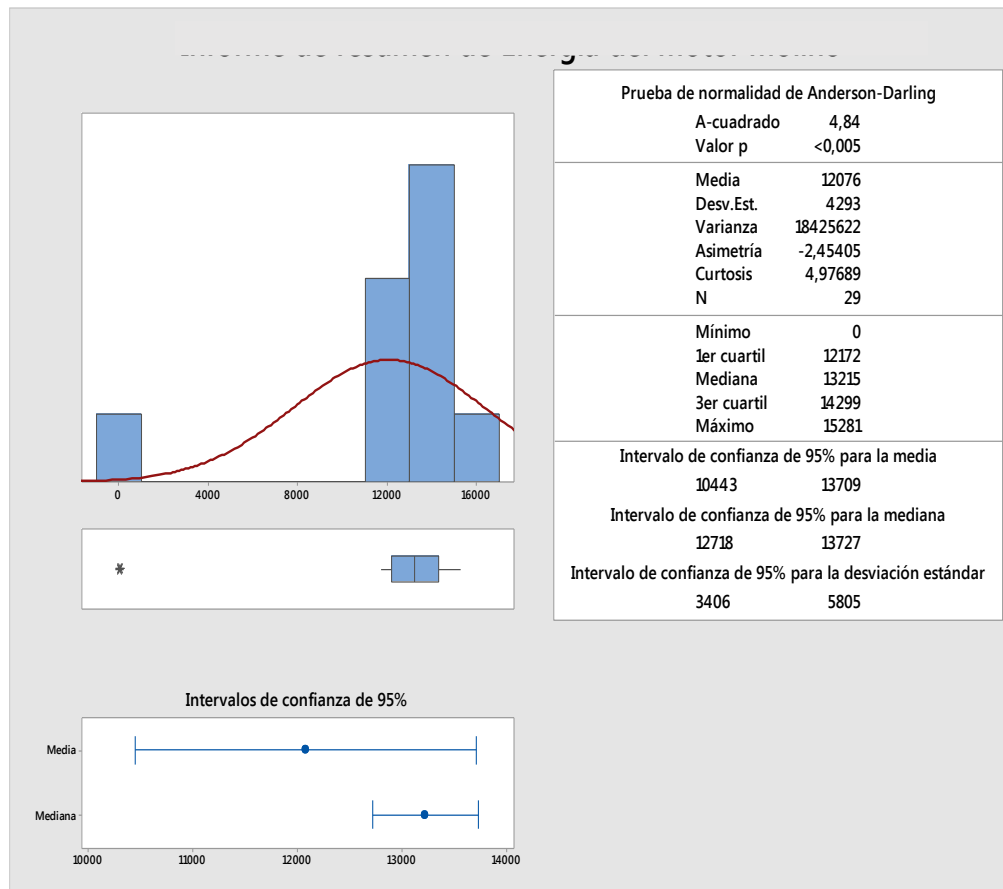 Prueba de normalidad de Anderson-Darling
A-cuadrado 4,84
Valor p <0,005
Media 12076
Desv.Est. 4293
Varianza 18425622
Asimetría -2,45405
Curtosis 4,97689
N 29
Mínimo 0
1er cuartil 12172
Mediana 13215
3er cuartil 14299
Máximo 15281
Intervalo de confianza de 95% para la media
10443 13709
Intervalo de confianza de 95% para la mediana
12718 13727
Intervalo de confianza de 95% para la desviación estándar
3406 5805
0 4000 8000 12000 16000
Intervalos de confianza de 95%
Media
Mediana
10000 11000 12000 13000 14000